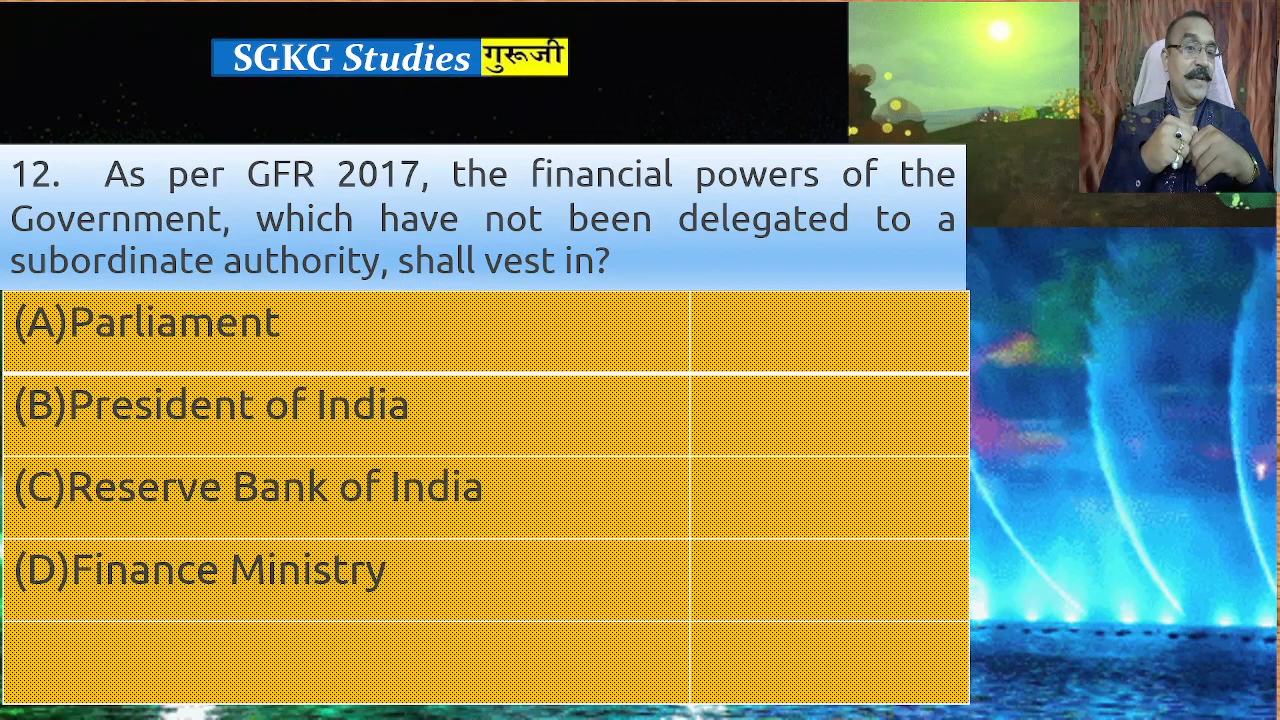 SGKG Studies गुरूजी
12. As per GFR 2017, the financial powers of the
Government, which have not been delegated to a
subordinate authority, shall vest in?
(A)Parliament
(B)President of India
(C)Reserve Bank of India
(D)Finance Ministry